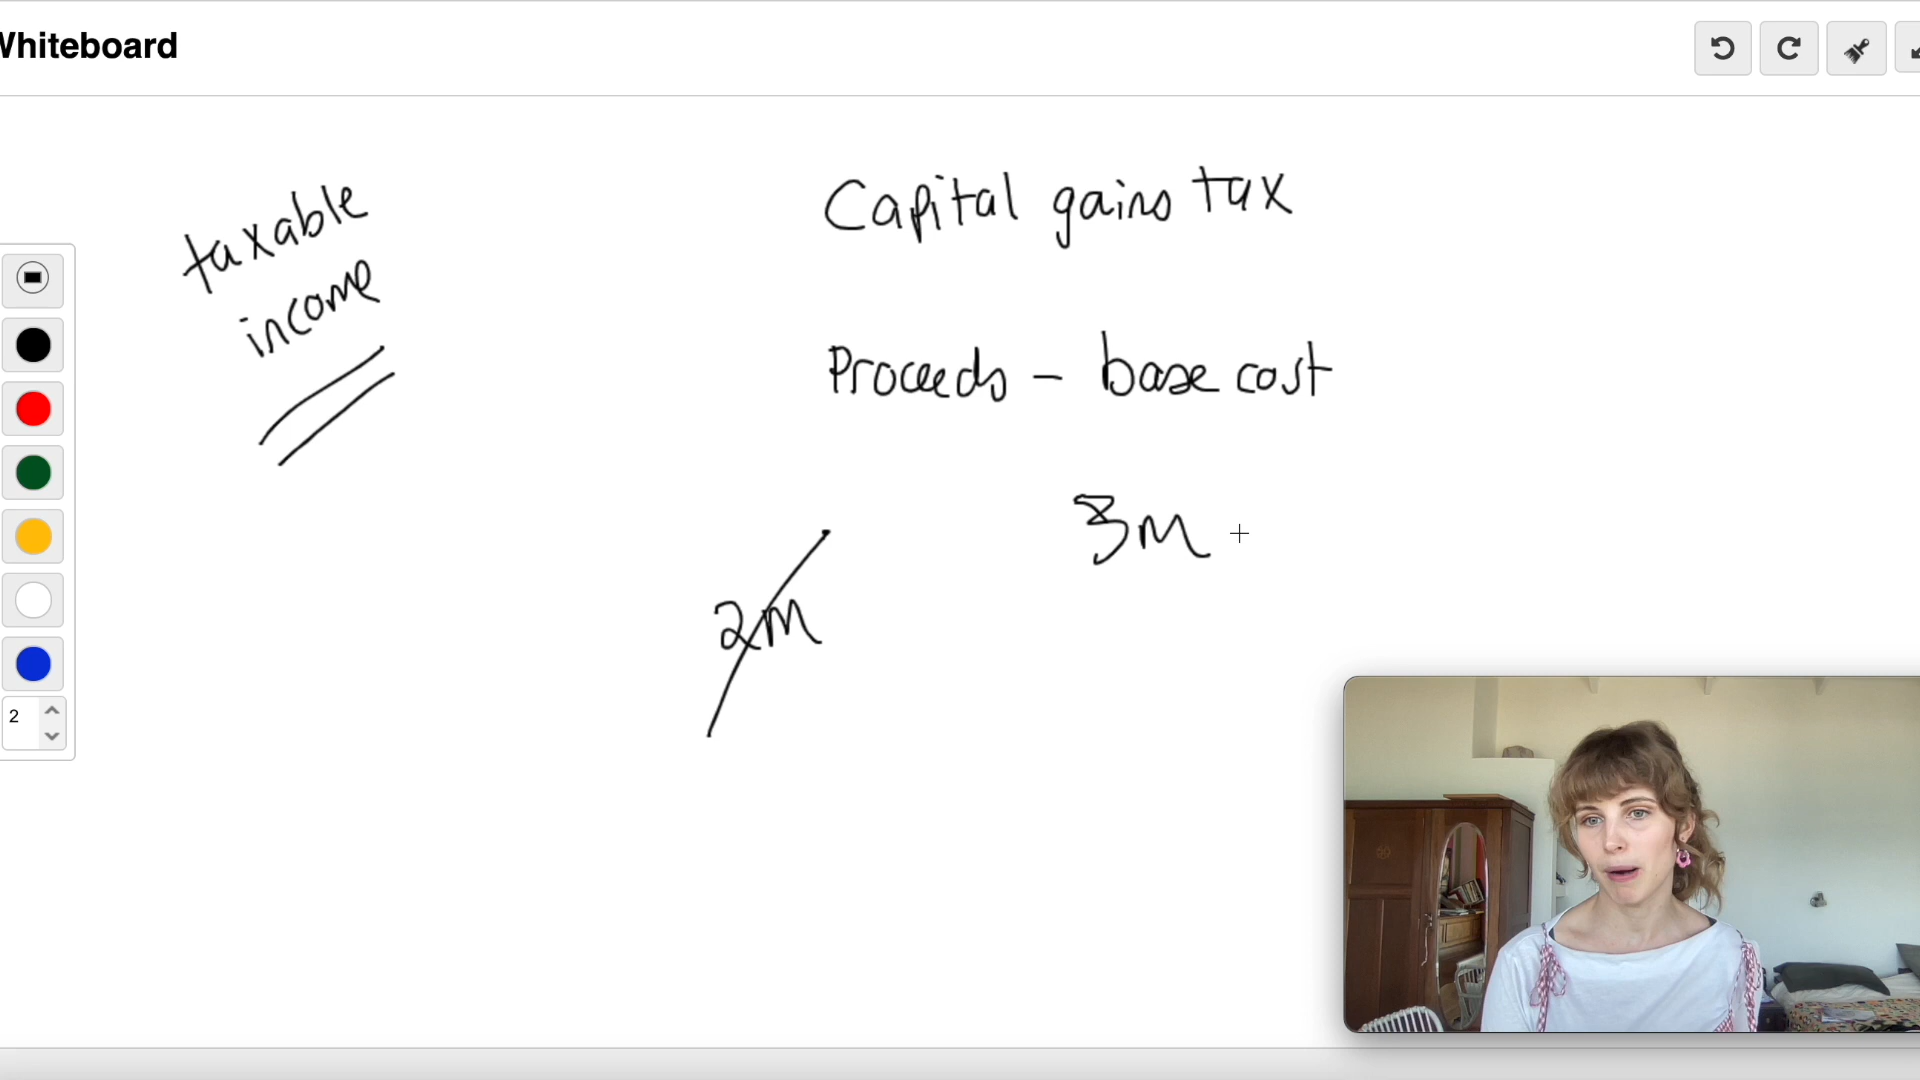 Whiteboard
taxable
income
Capital gains tax
Proceeds – base cost
3M
2M
2